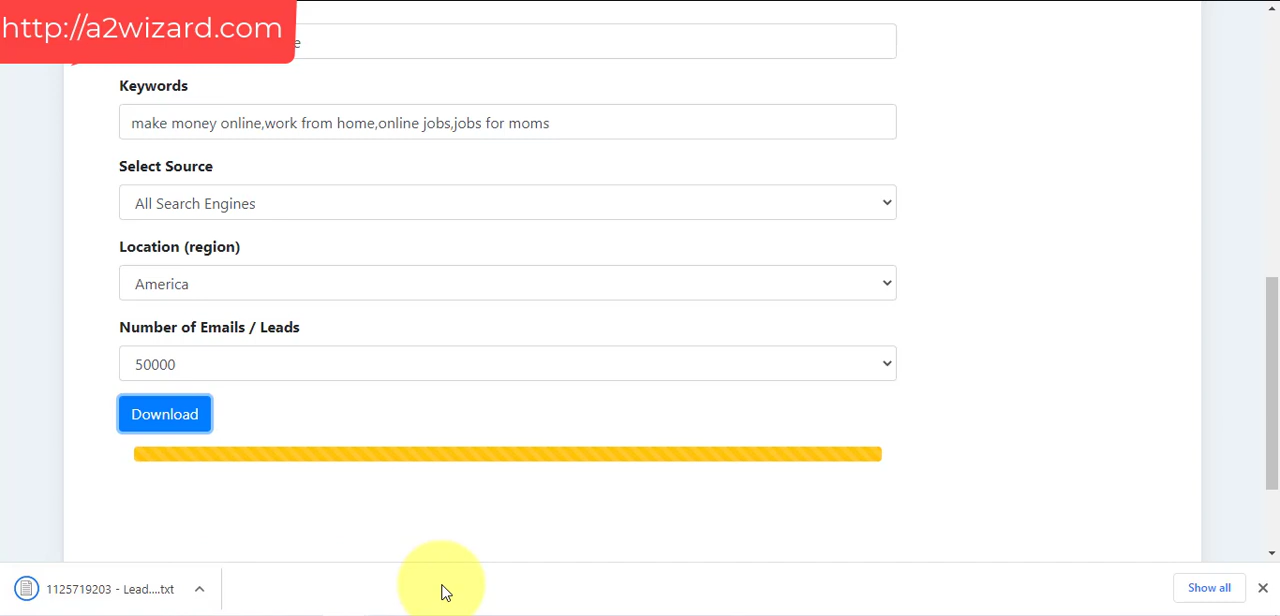 http://a2wizard.com
e
Keywords
make money online,work from home,online jobs,jobs for moms
Select Source
All Search Engines
Location (region)
America
Number of Emails / Leads
50000
Download
1125719203 - Lead....txt
Show all